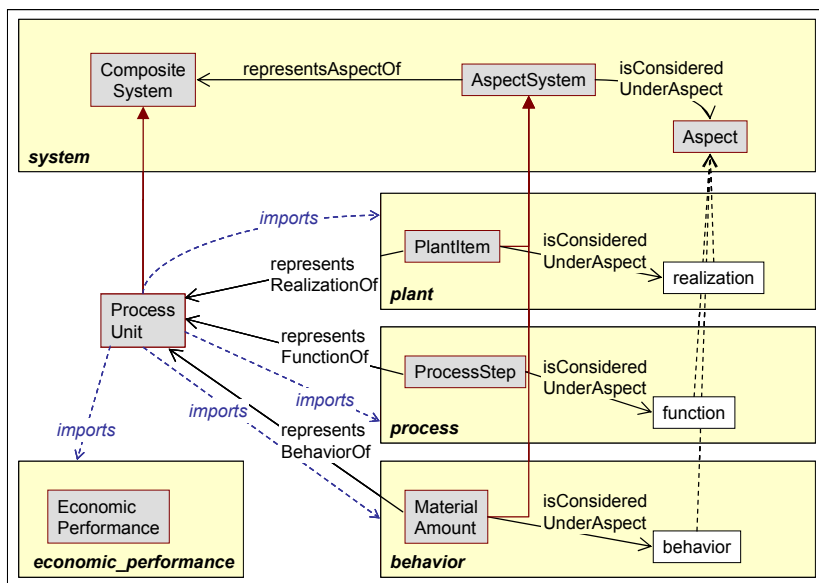 Composite
System
representsAspectOf
AspectSystem
isConsidered
UnderAspect
Aspect
system
imports
PlantItem
isConsidered
UnderAspect
realization
plant
represents
RealizationOf
Process
Unit
represents
FunctionOf
ProcessStep
isConsidered
UnderAspect
function
process
imports
imports
imports
represents
BehaviorOf
Economic
Performance
economic_performance
Material
Amount
isConsidered
UnderAspect
behavior
behavior